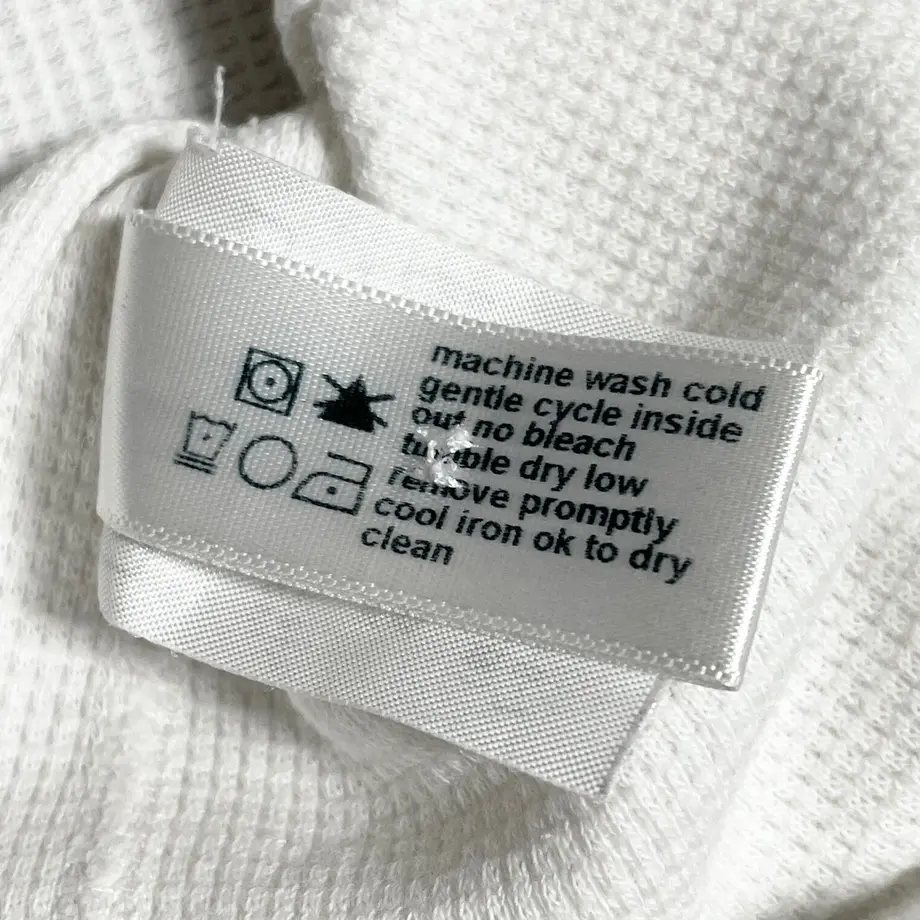 machine wash cold
gentle cycle inside
out no bleach
tumble dry low
remove promptly
cool iron ok to dry
clean